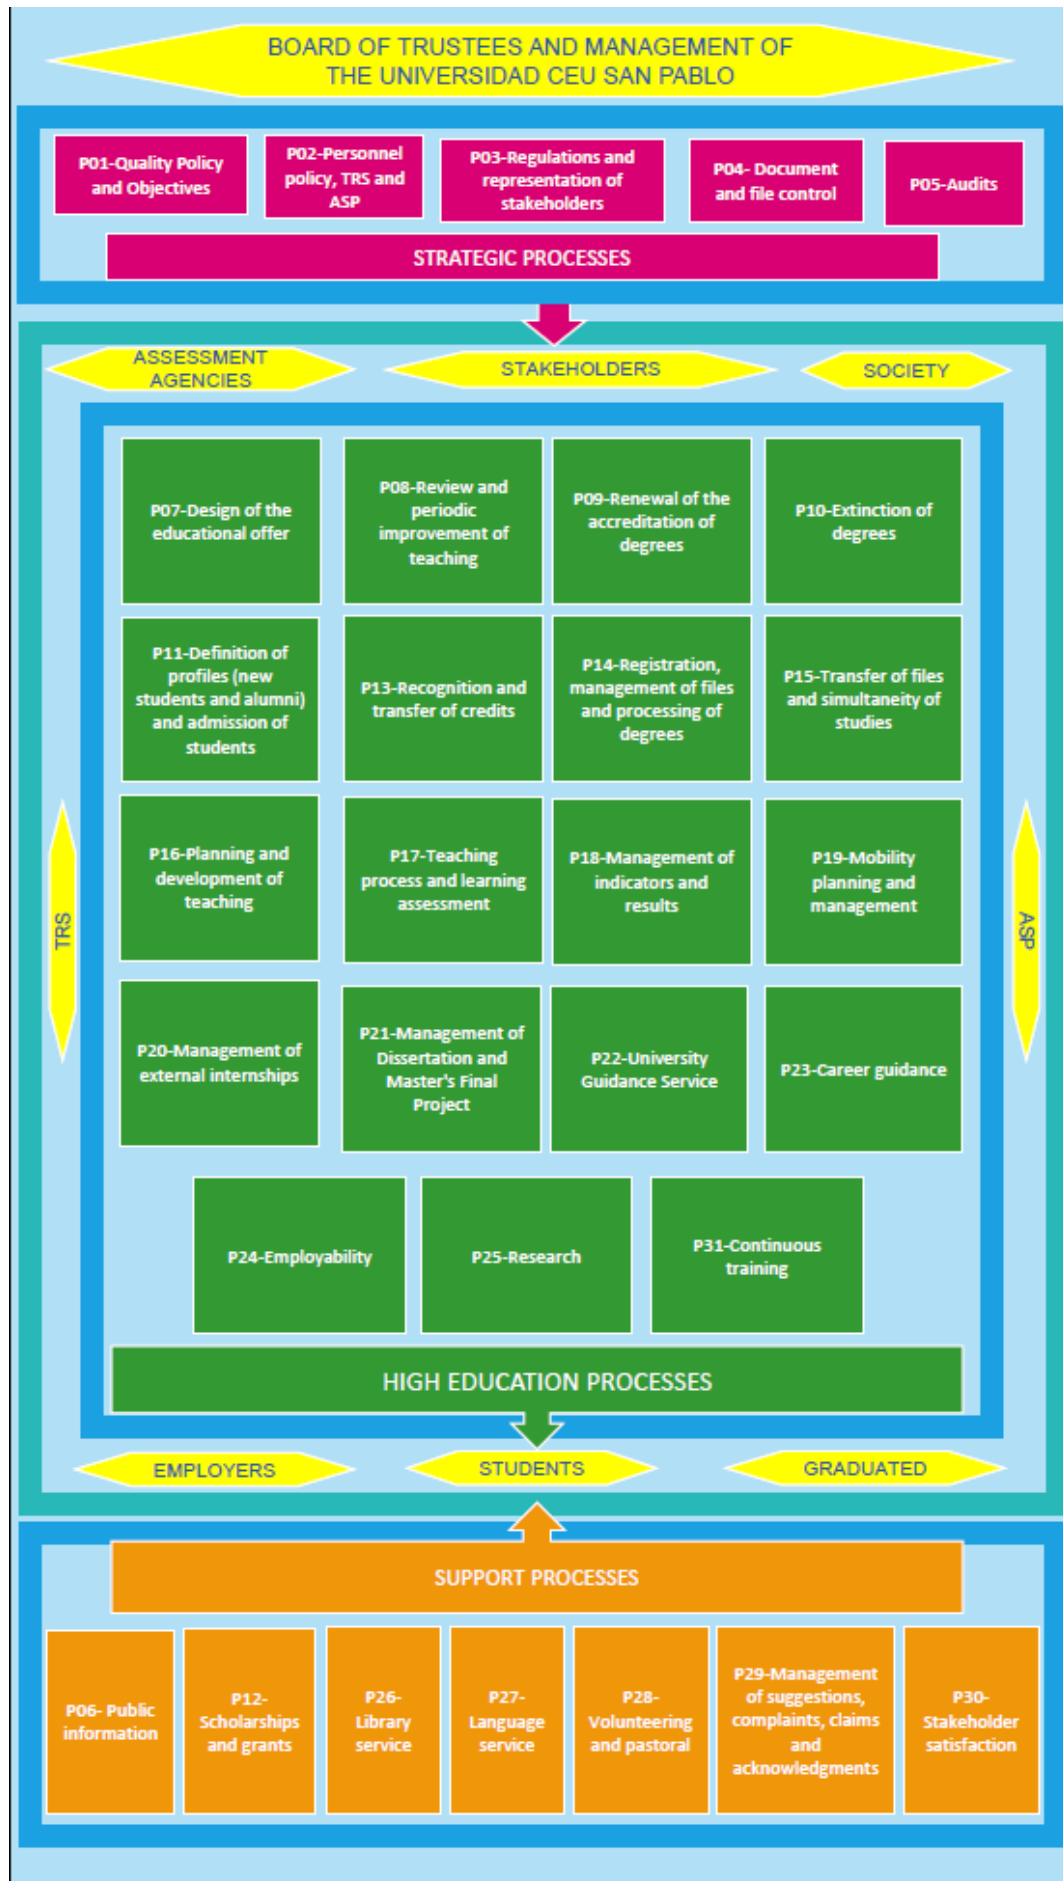 BOARD OF TRUSTEES AND MANAGEMENT OF
THE UNIVERSIDAD CEU SAN PABLO
P01-Quality Policy
and Objectives
P02-Personnel
policy, TRS and
ASP
P03-Regulations and
representation of
stakeholders
P04- Document
and file control
P05-Audits
STRATEGIC PROCESSES
ASSESSMENT
AGENCIES
STAKEHOLDERS
SOCIETY
P07-Design of the
educational offer
P08-Review and
periodic
improvement of
teaching
P09-Renewal of the
accreditation of
degrees
P10-Extinction of
degrees
P11-Definition of
profiles (new
students and alumni)
and admission of
students
P13-Recognition and
transfer of credits
P14-Registration,
management of files
and processing of
degrees
P15-Transfer of files
and simultaneity of
studies
TRS
P16-Planning and
development of
teaching
P17-Teaching
process and learning
assessment
P18-Management of
indicators and
results
P19-Mobility
planning and
management
ASP
P20-Management of
external internships
P21-Management of
Dissertation and
Master's Final
Project
P22-University
Guidance Service
P23-Career guidance
P24-Employability
P25-Research
P31-Continuous
training
HIGH EDUCATION PROCESSES
EMPLOYERS
STUDENTS
GRADUATED
SUPPORT PROCESSES
P06- Public
information
P12-
Scholarships
and grants
P26-
Library
service
P27-
Language
service
P28-
Volunteering
and pastoral
P29-Management
of suggestions,
complaints, claims
and
acknowledgments
P30-
Stakeholder
satisfaction